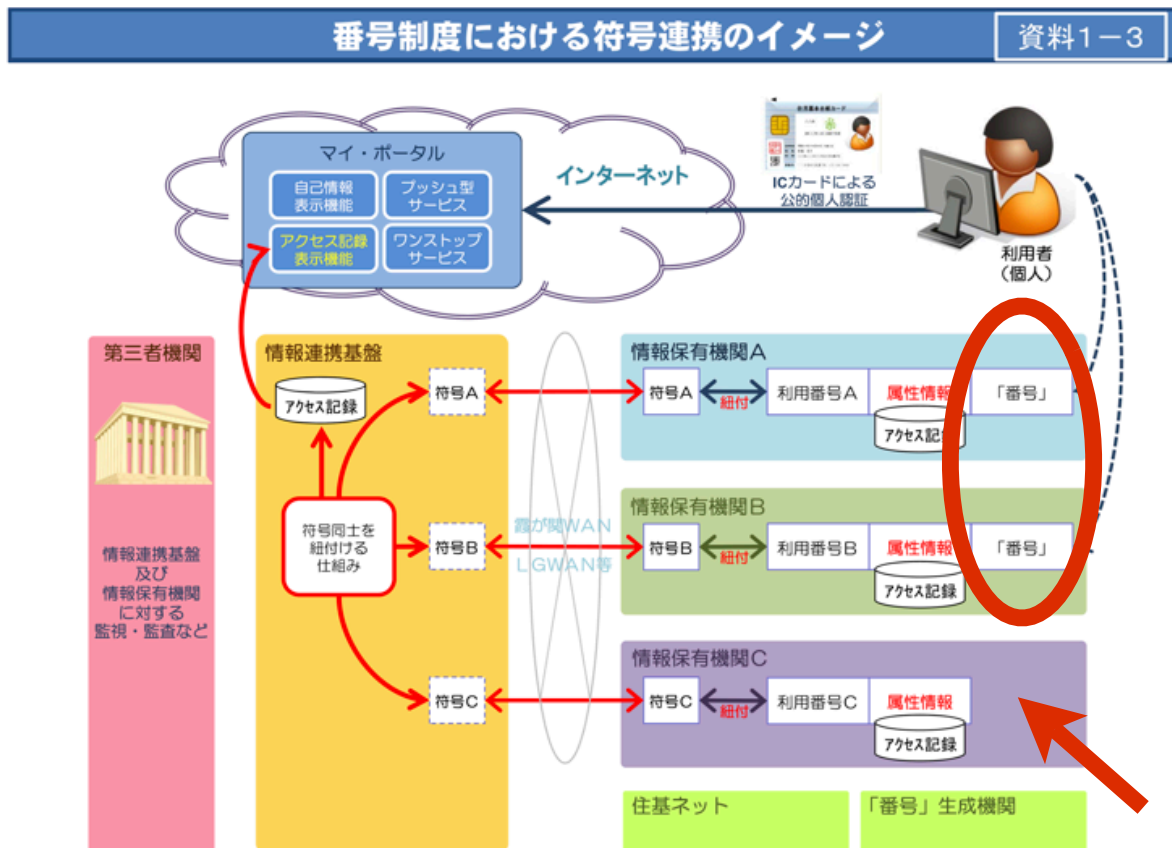 番号制度における符号連携のイメージ
資料1-3
マイ・ポータル
自己情報
表示機能
プッシュ型
サービス
アクセス記録
表示機能
ワンストップ
サービス
インターネット
ICカードによる
公的個人認証
利用者
(個人)
第三者機関
情報連携基盤
及び
情報保有機関
に対する
監視・監査など
情報連携基盤
アクセス記録
符号同士を
紐付ける
仕組み
符号A
符号B
符号C
霞が関WAN
LGWAN等
情報保有機関A
符号A
紐付
利用番号A
属性情報
「番号」
アクセス記録
情報保有機関B
符号B
紐付
利用番号B
属性情報
「番号」
アクセス記録
情報保有機関C
符号C
紐付
利用番号C
属性情報
アクセス記録
住基ネット
「番号」生成機関